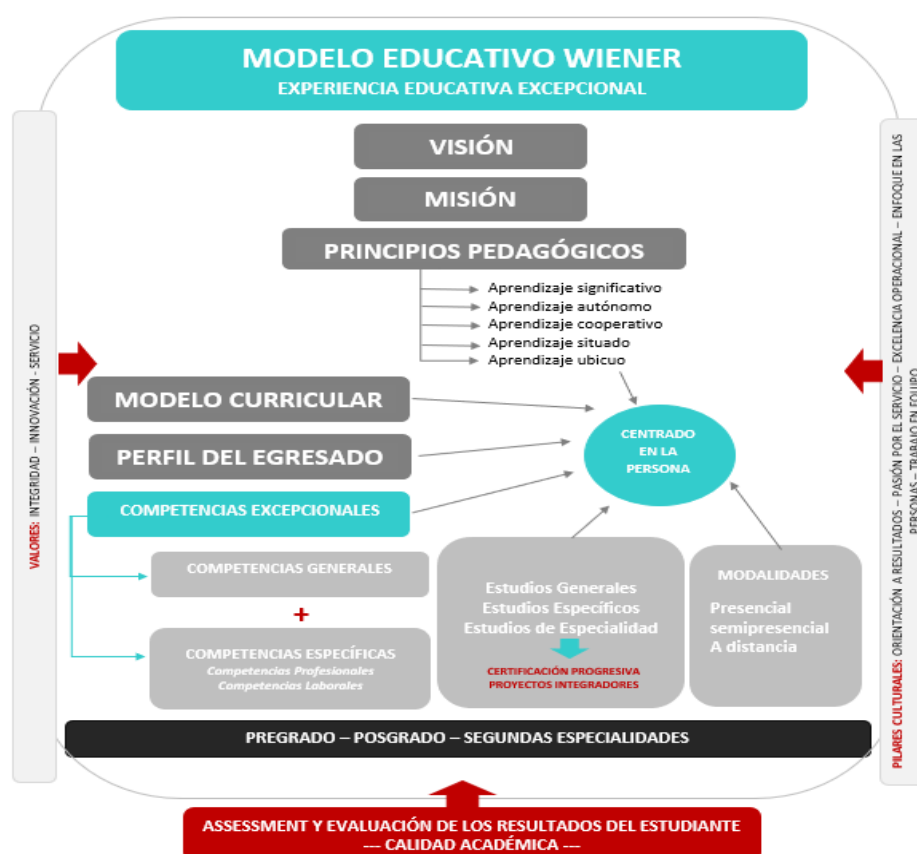 MODELO EDUCATIVO WIENER
EXPERIENCIA EDUCATIVA EXCEPCIONAL
VISIÓN
MISIÓN
PRINCIPIOS PEDAGÓGICOS
Aprendizaje significativo
Aprendizaje autónomo
Aprendizaje cooperativo
Aprendizaje situado
Aprendizaje ubicuo
VALORES: INTEGRIDAD – INNOVACIÓN - SERVICIO
MODELO CURRICULAR
PERFIL DEL EGRESADO
COMPETENCIAS EXCEPCIONALES
CENTRADO
EN LA
PERSONA
COMPETENCIAS GENERALES
+
COMPETENCIAS ESPECÍFICAS
Competencias Profesionales
Competencias Laborales
Estudios Generales
Estudios Específicos
Estudios de Especialidad
CERTIFICACIÓN PROGRESIVA
PROYECTOS INTEGRADORES
MODALIDADES
Presencial
semipresencial
A distancia
PILARES CULTURALES: ORIENTACIÓN A RESULTADOS – PASIÓN POR EL SERVICIO – EXCELENCIA OPERACIONAL – ENFOQUE EN LAS
PERSONAS – TRABAJO EN EQUIPO
PREGRADO – POSGRADO – SEGUNDAS ESPECIALIDADES
ASSESSMENT Y EVALUACIÓN DE LOS RESULTADOS DEL ESTUDIANTE
--- CALIDAD ACADÉMICA ---